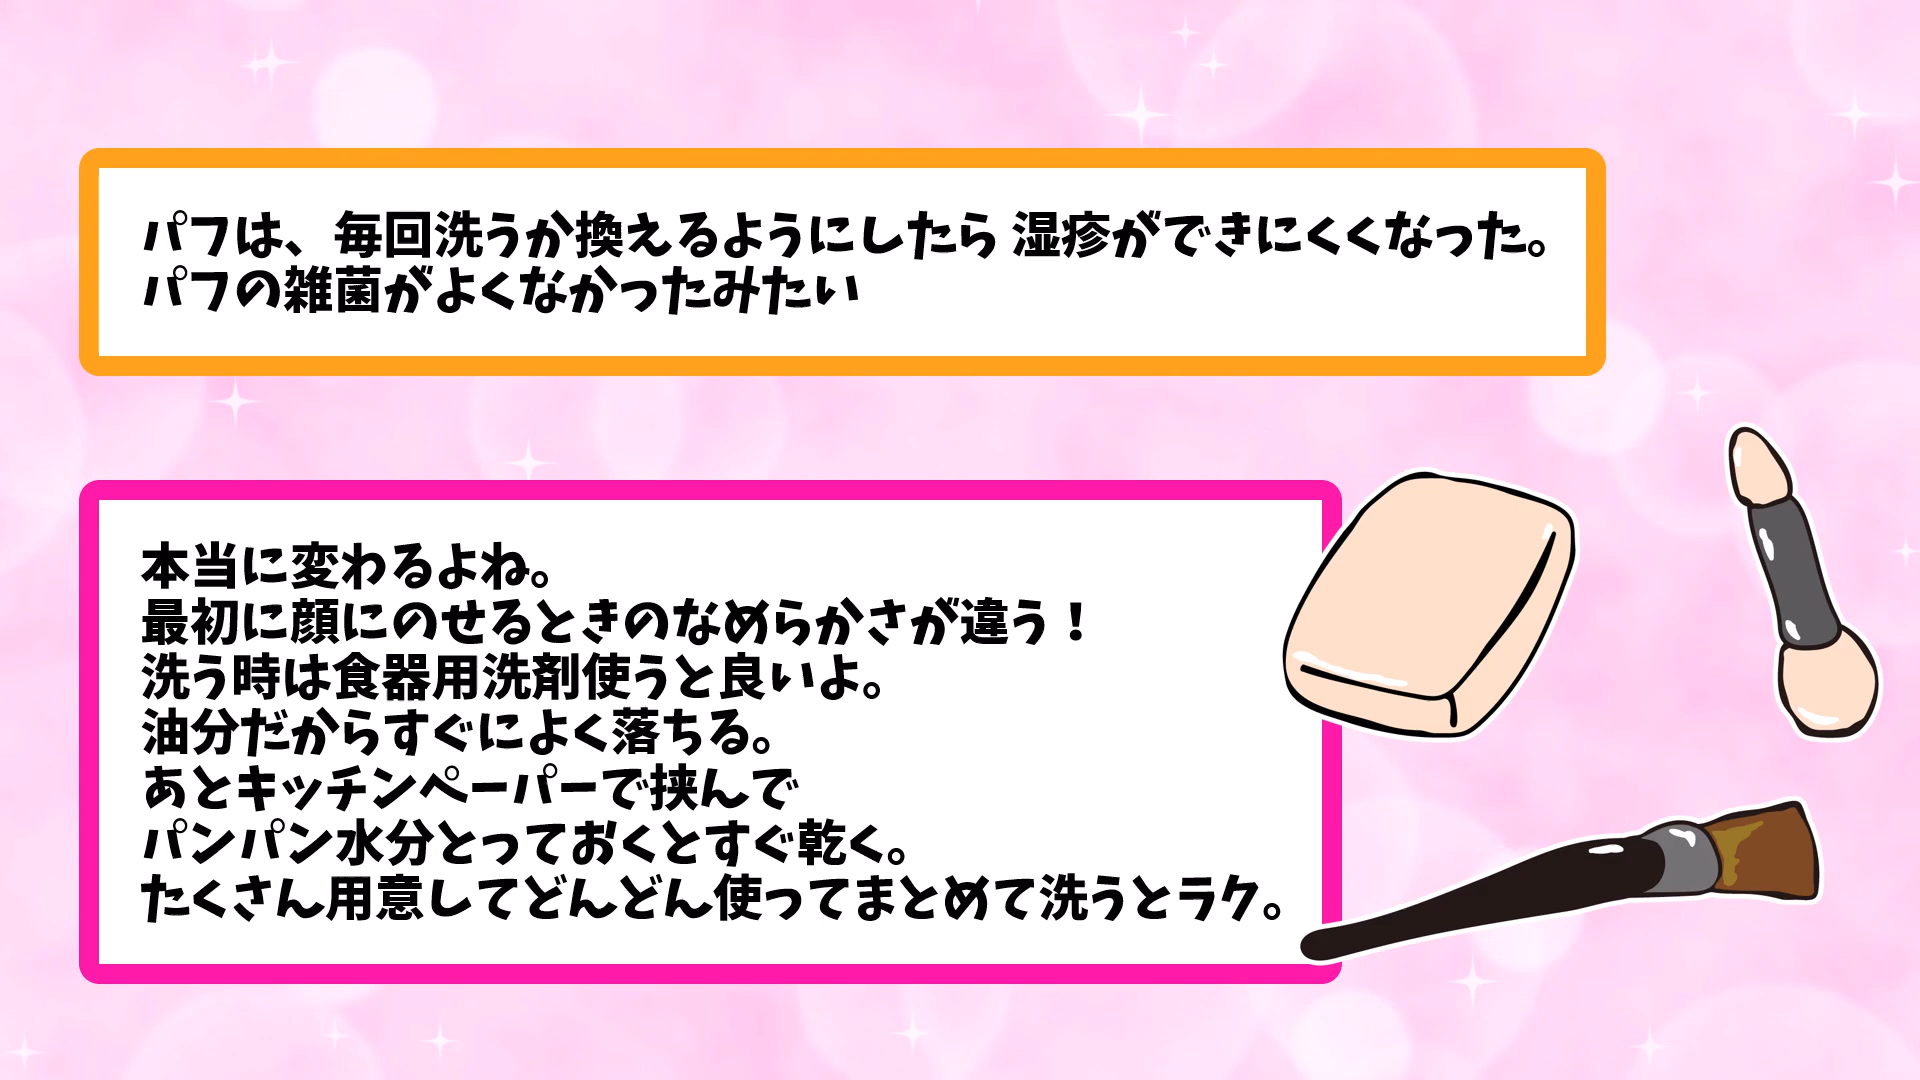 パフは、毎回洗うか換えるようにしたら 湿疹ができにくくなった。
パフの雑菌がよくなかったみたい
本当に変わるよね。
最初に顔にのせるときのなめらかさが違う！
洗う時は食器用洗剤使うと良いよ。
油分だからすぐによく落ちる。
あとキッチンペーパーで挟んで
パンパン水分とっておくとすぐ乾く。
たくさん用意してどんどん使ってまとめて洗うとラク。